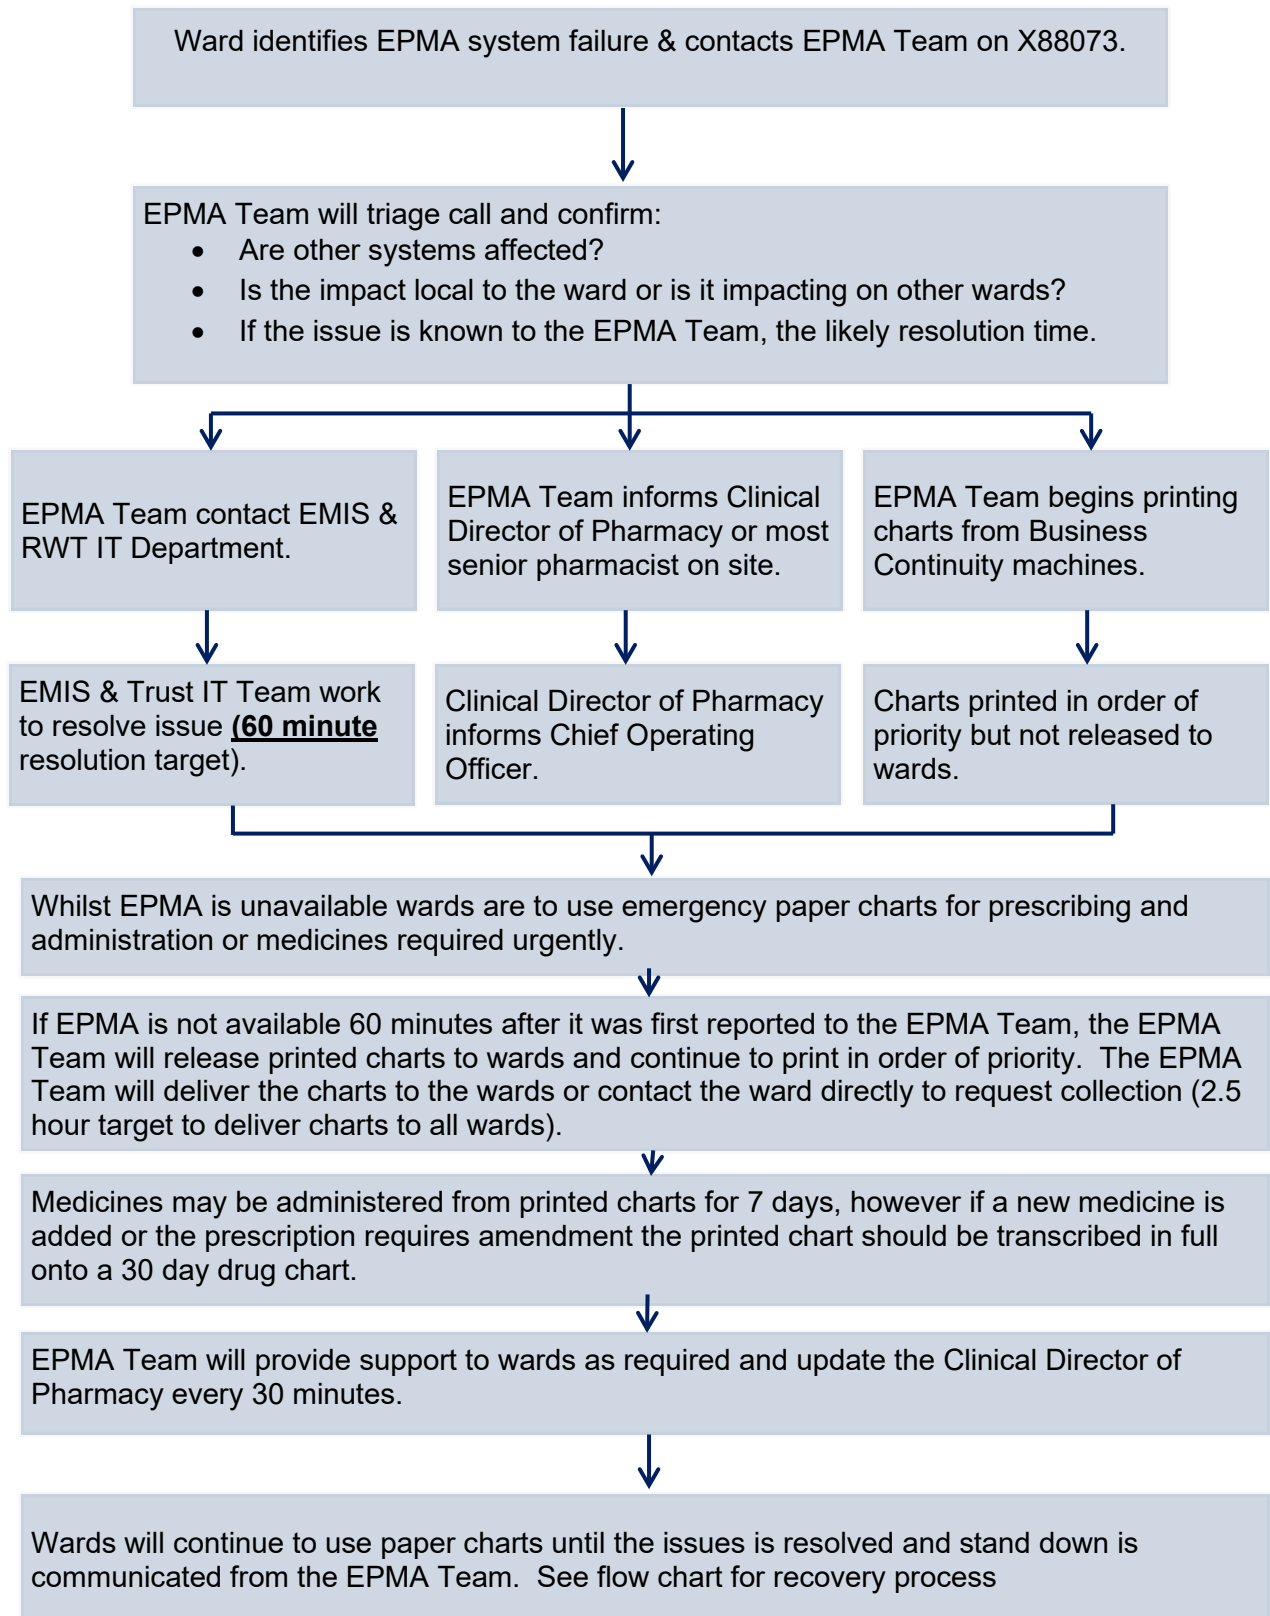 Ward identifies EPMA system failure & contacts EPMA Team on X88073.
EPMA Team will triage call and confirm:
• Are other systems affected?
• Is the impact local to the ward or is it impacting on other wards?
• If the issue is known to the EPMA Team, the likely resolution time.
EPMA Team contact EMIS &
RWT IT Department.
EPMA Team informs Clinical
Director of Pharmacy or most
senior pharmacist on site.
EPMA Team begins printing
charts from Business
Continuity machines.
EMIS & Trust IT Team work
to resolve issue (60 minute
resolution target).
Clinical Director of Pharmacy
informs Chief Operating
Officer.
Charts printed in order of
priority but not released to
wards.
Whilst EPMA is unavailable wards are to use emergency paper charts for prescribing and
administration or medicines required urgently.
If EPMA is not available 60 minutes after it was first reported to the EPMA Team, the EPMA
Team will release printed charts to wards and continue to print in order of priority.  The EPMA
Team will deliver the charts to the wards or contact the ward directly to request collection (2.5
hour target to deliver charts to all wards).
Medicines may be administered from printed charts for 7 days, however if a new medicine is
added or the prescription requires amendment the printed chart should be transcribed in full
onto a 30 day drug chart.
EPMA Team will provide support to wards as required and update the Clinical Director of
Pharmacy every 30 minutes.
Wards will continue to use paper charts until the issues is resolved and stand down is
communicated from the EPMA Team.  See flow chart for recovery process